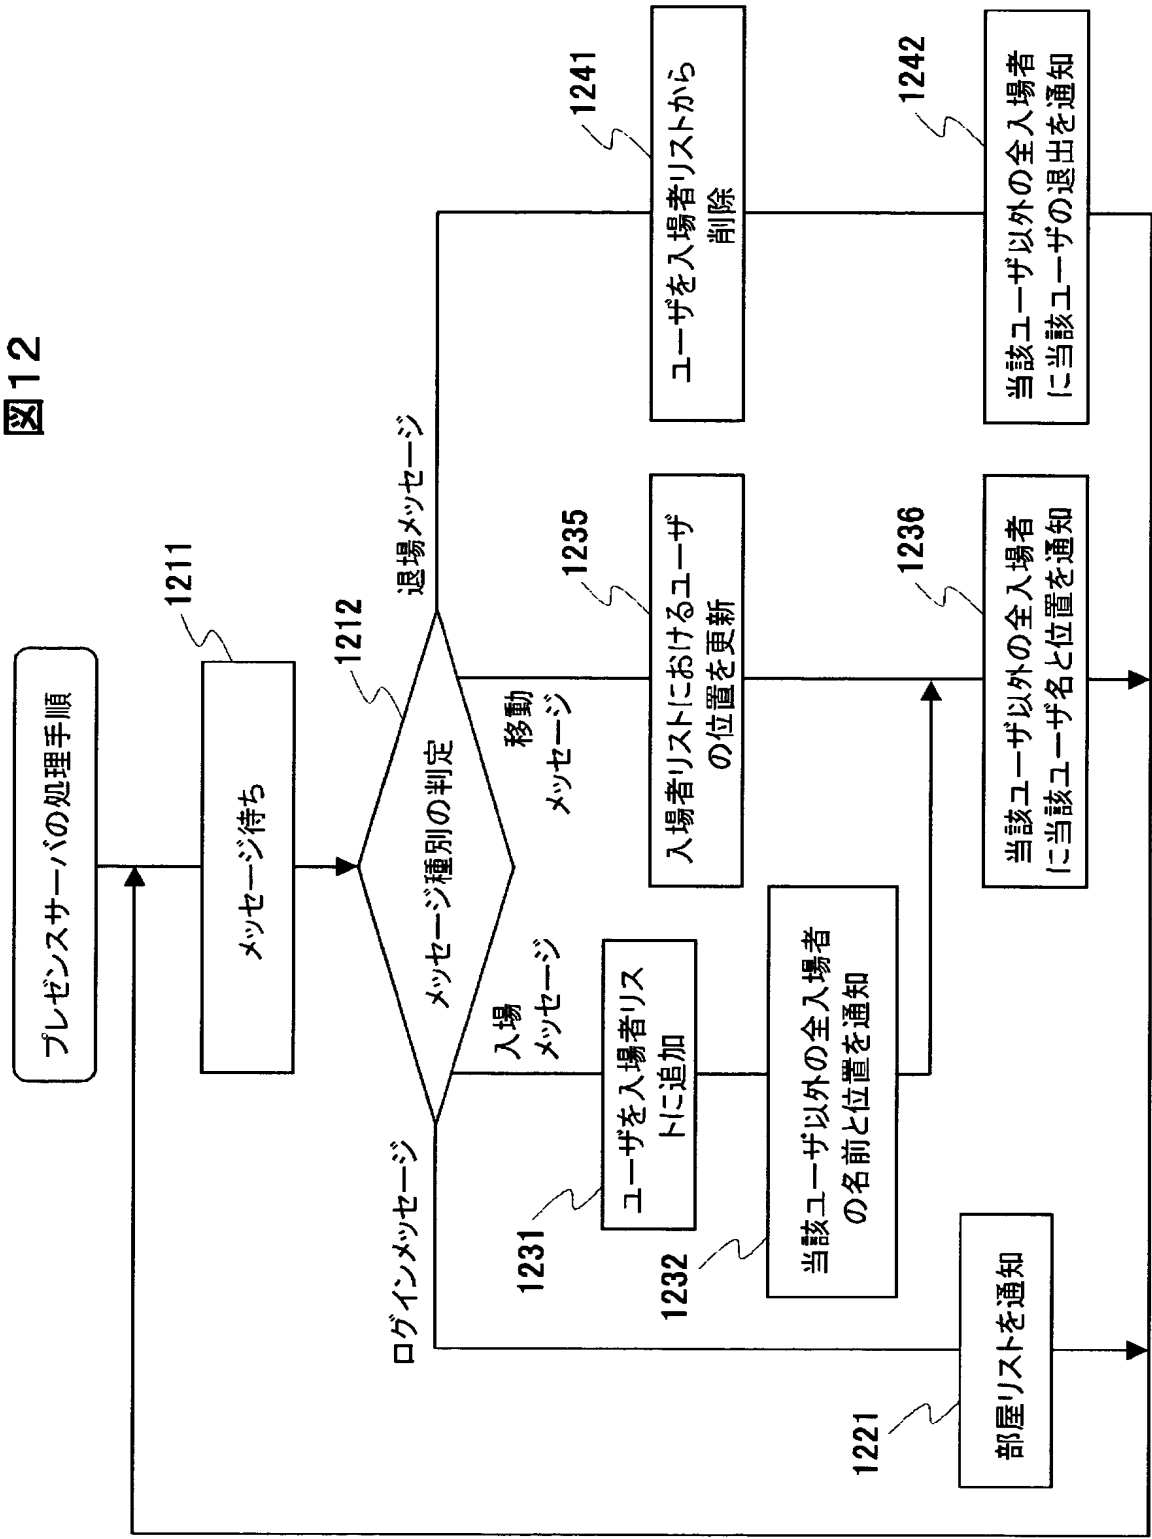 図12
プレゼンスサーバの処理手順
1211
メッセージ待ち
1212
メッセージ種別の判定
ログインメッセージ
入場
メッセージ
移動
メッセージ
退場メッセージ
1221
部屋リストを通知
1231
ユーザを入場者リス
トに追加
1232
当該ユーザ以外の全入場者
の名前と位置を通知
1235
入場者リストにおけるユーザ
の位置を更新
1236
当該ユーザ以外の全入場者
に当該ユーザ名と位置を通知
1241
ユーザを入場者リストから
削除
1242
当該ユーザ以外の全入場者
に当該ユーザの退出を通知